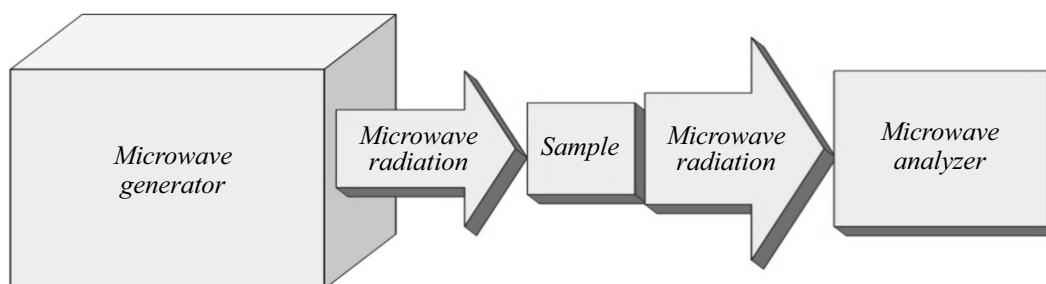 Microwave
generator
Microwave
radiation
Sample
Microwave
radiation
Microwave
analyzer